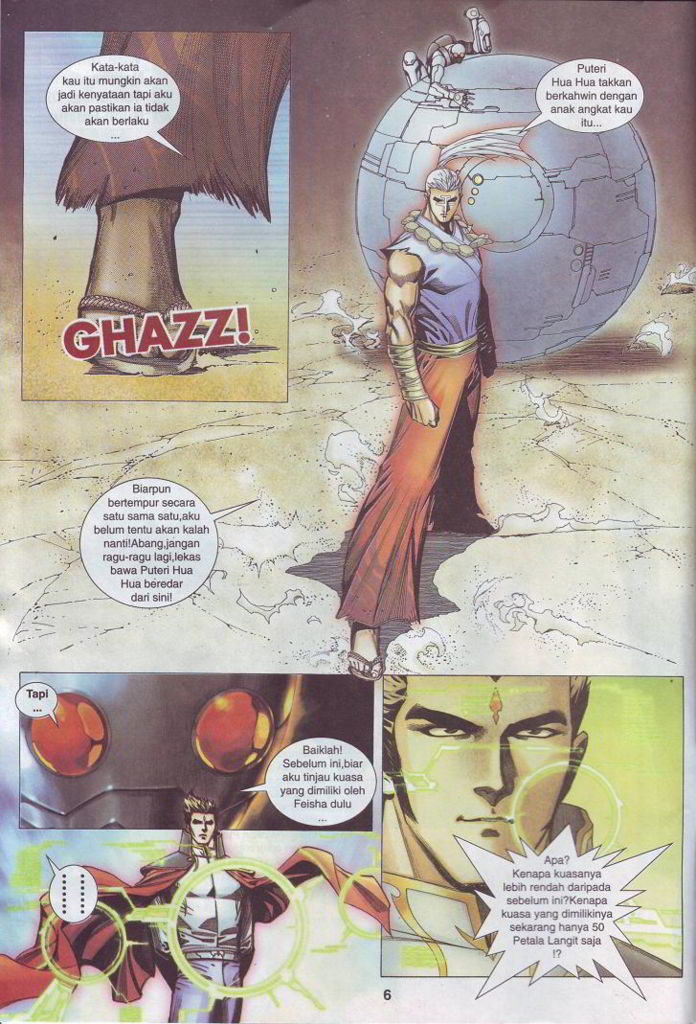 Kata-kata
kau itu mungkin akan
jadi kenyataan tapi aku
akan pastikan ia tidak
akan berlaku
...
Puteri
Hua Hua takkan
berkahwin dengan
anak angkat kau
itu...
GHAZZ!
Biarpun
bertempur secara
satu sama satu,aku
belum tentu akan kalah
nanti!Abang,jangan
ragu-ragu lagi,lekas
bawa Puteri Hua
Hua beredar
dari sini!
Tapi
...
Baiklah!
Sebelum ini,biar
aku tinjau kuasa
yang dimiliki oleh
Feisha dulu
...
Apa?
Kenapa kuasanya
lebih rendah daripada
sebelum ini?Kenapa
kuasa yang dimilikinya
sekarang hanya 50
Petala Langit saja
!?
6